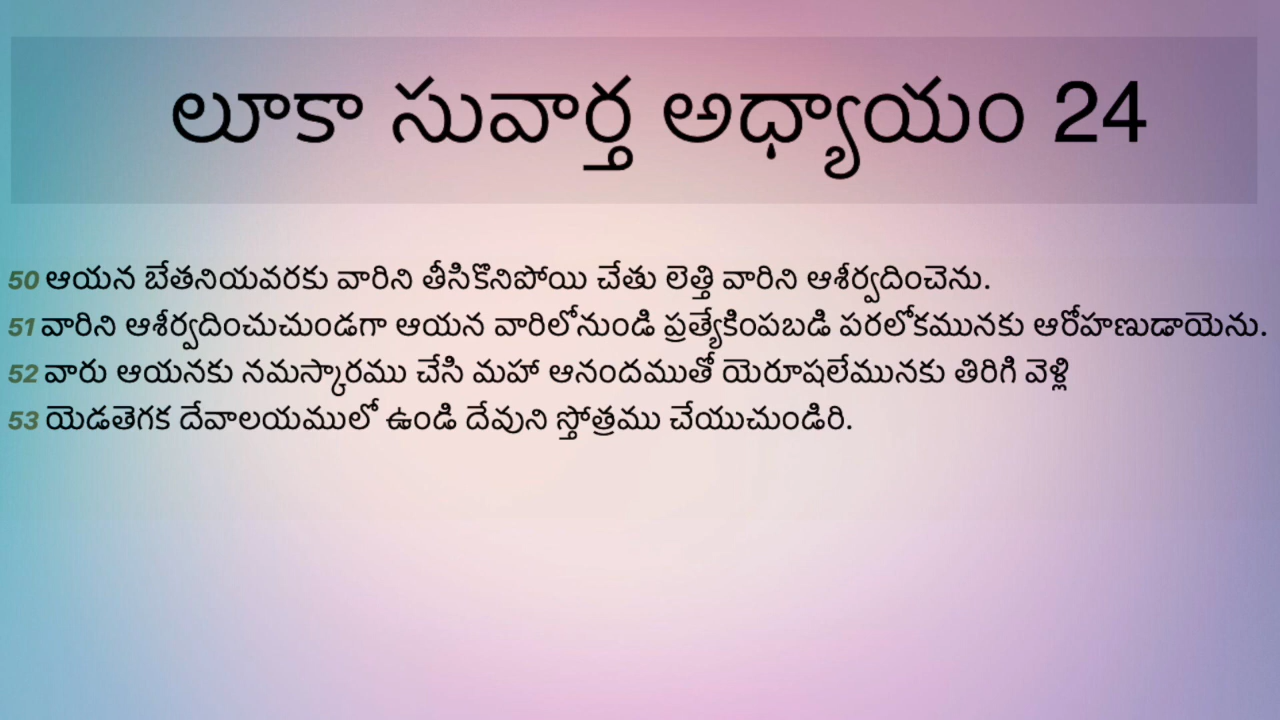 లూకా సువార్త అధ్యాయం 24
50 ఆయన బేతనియవరకు వారిని తీసికొనిపోయి చేతు లెత్తి వారిని ఆశీర్వదించెను.
51 వారిని ఆశీర్వదించుచుండగా ఆయన వారిలోనుండి ప్రత్యేకింపబడి పరలోకమునకు ఆరోహణుడాయెను.
52 వారు ఆయనకు నమస్కారము చేసి మహా ఆనందముతో యెరూషలేమునకు తిరిగి వెళ్లి
53 యెడతెగక దేవాలయములో ఉండి దేవుని స్తోత్రము చేయుచుండిరి.